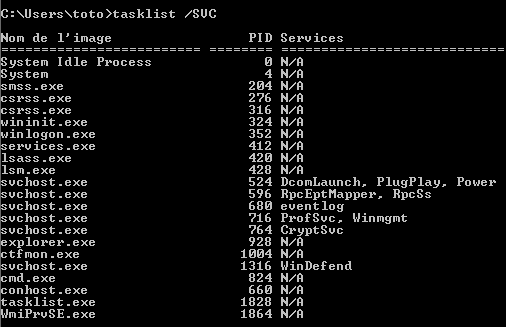 C:\Users\toto>tasklist /SVC
Nom de l'image                 PID Services
========================= ======== ============================
System Idle Process              0 N/A
System                           4 N/A
smss.exe                       204 N/A
csrss.exe                      276 N/A
csrss.exe                      316 N/A
wininit.exe                    324 N/A
winlogon.exe                   352 N/A
services.exe                   412 N/A
lsass.exe                      420 N/A
lsm.exe                        428 N/A
svchost.exe                    524 DcomLaunch, PlugPlay, Power
svchost.exe                    596 RpcEptMapper, RpcSs
svchost.exe                    680 eventlog
svchost.exe                    716 ProfSvc, Winmgmt
svchost.exe                    764 CryptSvc
explorer.exe                   928 N/A
ctfmon.exe                    1004 N/A
svchost.exe                   1316 WinDefend
cmd.exe                        824 N/A
conhost.exe                    660 N/A
tasklist.exe                  1828 N/A
WmiPrvSE.exe                  1864 N/A